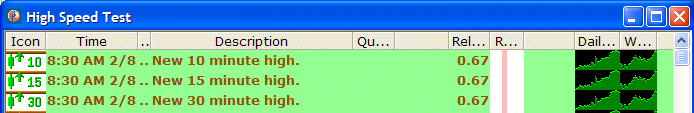 High Speed Test
Icon Time .. Description Qu... Rel... R... Dail... W...
10 8:30 AM 2/8 .. New 10 minute high. 0.67
15 8:30 AM 2/8 .. New 15 minute high. 0.67
30 8:30 AM 2/8 .. New 30 minute high. 0.67